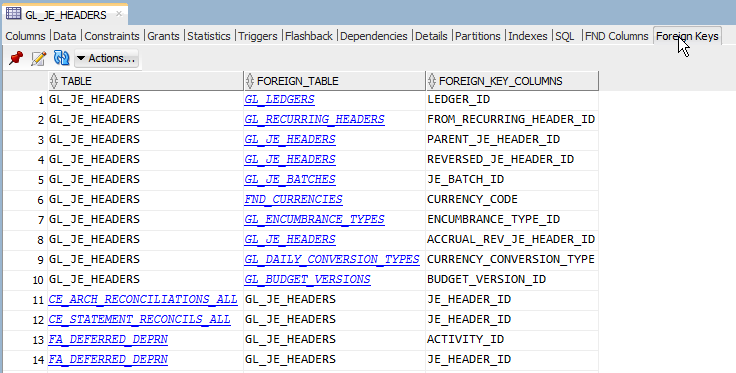 GL_JE_HEADERS
Columns Data Constraints Grants Statistics Triggers Flashback Dependencies Details Partitions Indexes SQL FND Columns Foreign Keys
Actions...
TABLE FOREIGN_TABLE FOREIGN_KEY_COLUMNS
1 GL_JE_HEADERS GL_LEDGERS LEDGER_ID
2 GL_JE_HEADERS GL_RECURRING_HEADERS FROM_RECURRING_HEADER_ID
3 GL_JE_HEADERS GL_JE_HEADERS PARENT_JE_HEADER_ID
4 GL_JE_HEADERS GL_JE_HEADERS REVERSED_JE_HEADER_ID
5 GL_JE_HEADERS GL_JE_BATCHES JE_BATCH_ID
6 GL_JE_HEADERS FND_CURRENCIES CURRENCY_CODE
7 GL_JE_HEADERS GL_ENCUMBRANCE_TYPES ENCUMBRANCE_TYPE_ID
8 GL_JE_HEADERS GL_JE_HEADERS ACCRUAL_REV_JE_HEADER_ID
9 GL_JE_HEADERS GL_DAILY_CONVERSION_TYPES CURRENCY_CONVERSION_TYPE
10 GL_JE_HEADERS GL_BUDGET_VERSIONS BUDGET_VERSION_ID
11 CE_ARCH_RECONCILIATIONS_ALL GL_JE_HEADERS JE_HEADER_ID
12 CE_STATEMENT_RECONCILS_ALL GL_JE_HEADERS JE_HEADER_ID
13 FA_DEFERRED_DEPRN GL_JE_HEADERS ACTIVITY_ID
14 FA_DEFERRED_DEPRN GL_JE_HEADERS JE_HEADER_ID